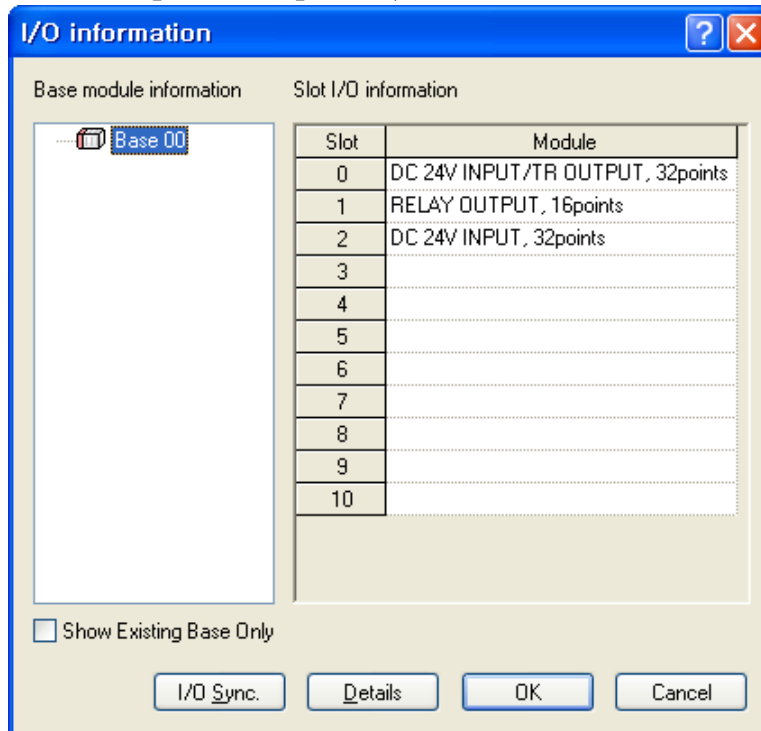 I/O information
Base module information
Slot I/O information
Base 00
Slot Module
0 DC 24V INPUT/TR OUTPUT, 32points
1 RELAY OUTPUT, 16points
2 DC 24V INPUT, 32points
3
4
5
6
7
8
9
10
Show Existing Base Only
I/O Sync. Details OK Cancel